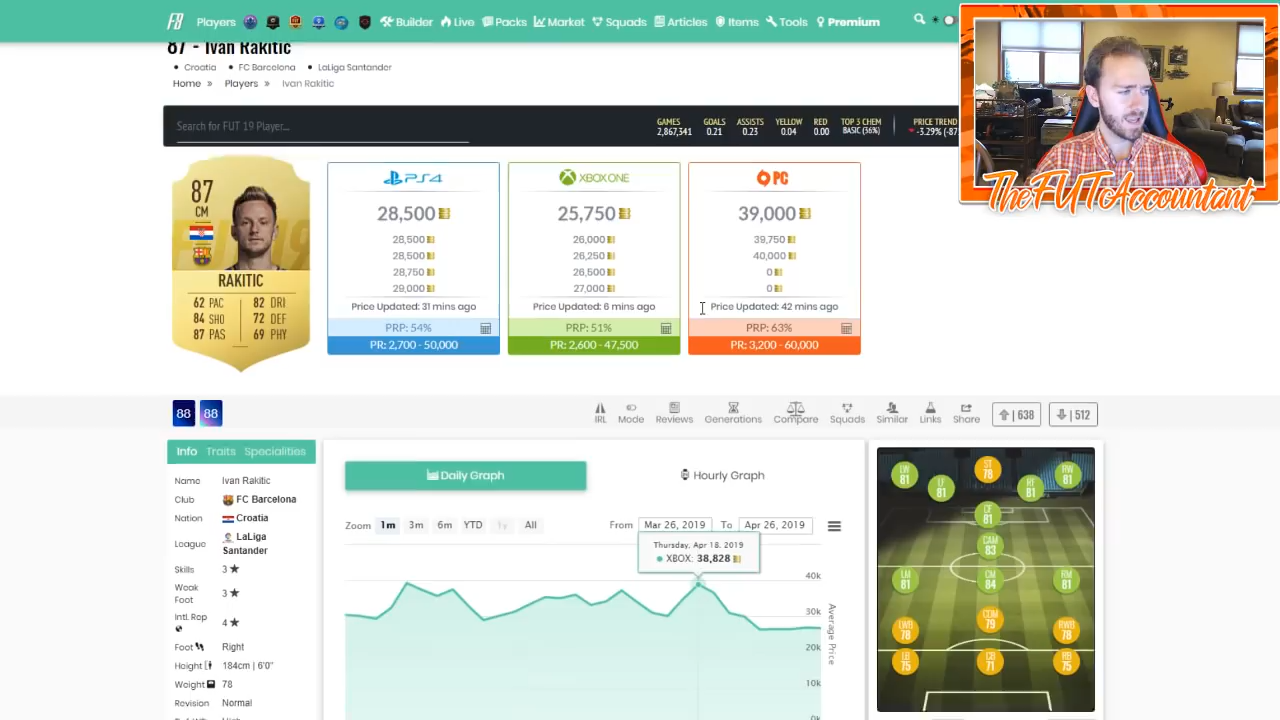 F8 Players Builder Live Packs Market Squads Articles Items Tools Premium
87 - Ivan Rakitic
Croatia FC Barcelona LaLiga Santander
Home » Players » Ivan Rakitic
Search for FUT 19 Player...
GAMES GOALS ASSISTS YELLOW RED TOP 3 CHEM PRICE TREND
2,867,341 0.21 0.23 0.04 0.00 BASIC (36%) -3.29% (-87
TheFUTAccountant
87
CM
RAKITIC
62 PAC 82 DRI
84 SHO 72 DEF
87 PAS 69 PHY
PS4
28,500
28,500
28,500
28,750
29,000
Price Updated: 31 mins ago
PRP: 54%
PR: 2,700 - 50,000
XBOX ONE
25,750
26,000
26,250
26,500
27,000
Price Updated: 6 mins ago
PRP: 51%
PR: 2,600 - 47,500
PC
39,000
39,750
40,000
0
0
Price Updated: 42 mins ago
PRP: 63%
PR: 3,200 - 60,000
88 88
IRL Mode Reviews Generations Compare Squads Similar Links Share | 638 | 512
Info Traits Specialities
Name Ivan Rakitic
Club FC Barcelona
Nation Croatia
League LaLiga Santander
Skills 3
Weak Foot 3
Intl. Rep 4
Foot Right
Height 184cm | 6'0"
Weight 78
Revision Normal
Daily Graph Hourly Graph
Zoom 1m 3m 6m YTD 1y All From Mar 26, 2019 To Apr 26, 2019
Thursday, Apr 18, 2019
XBOX: 38,828
40k
30k
20k
10k
0k
Average Price
ST 78
LW 81
RW 81
LF 81
RF 81
CF 81
CAM 83
LM 81
CM 84
RM 81
CDM 79
LWB 78
RWB 78
LB 75
CB 71
RB 75